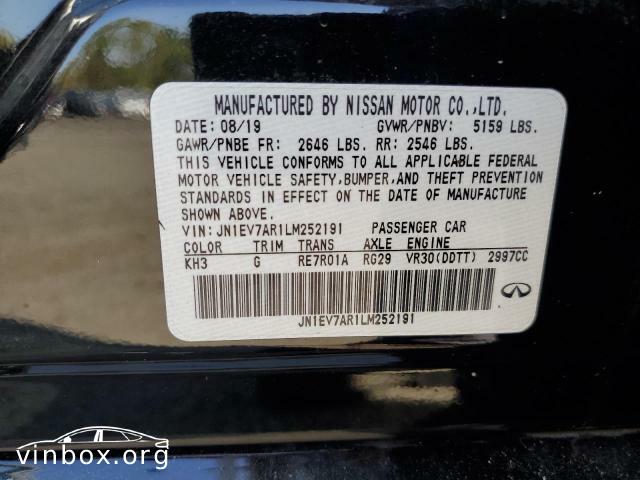 MANUFACTURED BY NISSAN MOTOR CO.,LTD.
DATE: 08/19 GVWR/PNBV: 5159 LBS.
GAWR/PNBE FR: 2646 LBS. RR: 2546 LBS.
THIS VEHICLE CONFORMS TO ALL APPLICABLE FEDERAL
MOTOR VEHICLE SAFETY,BUMPER,AND THEFT PREVENTION
STANDARDS IN EFFECT ON THE DATE OF MANUFACTURE
SHOWN ABOVE.
VIN: JN1EV7AR1LM252191 PASSENGER CAR
COLOR TRIM TRANS AXLE ENGINE
KH3 G RE7R01A RG29 VR30(DDTT) 2997CC
JN1EV7AR1LM252191
vinbox.org